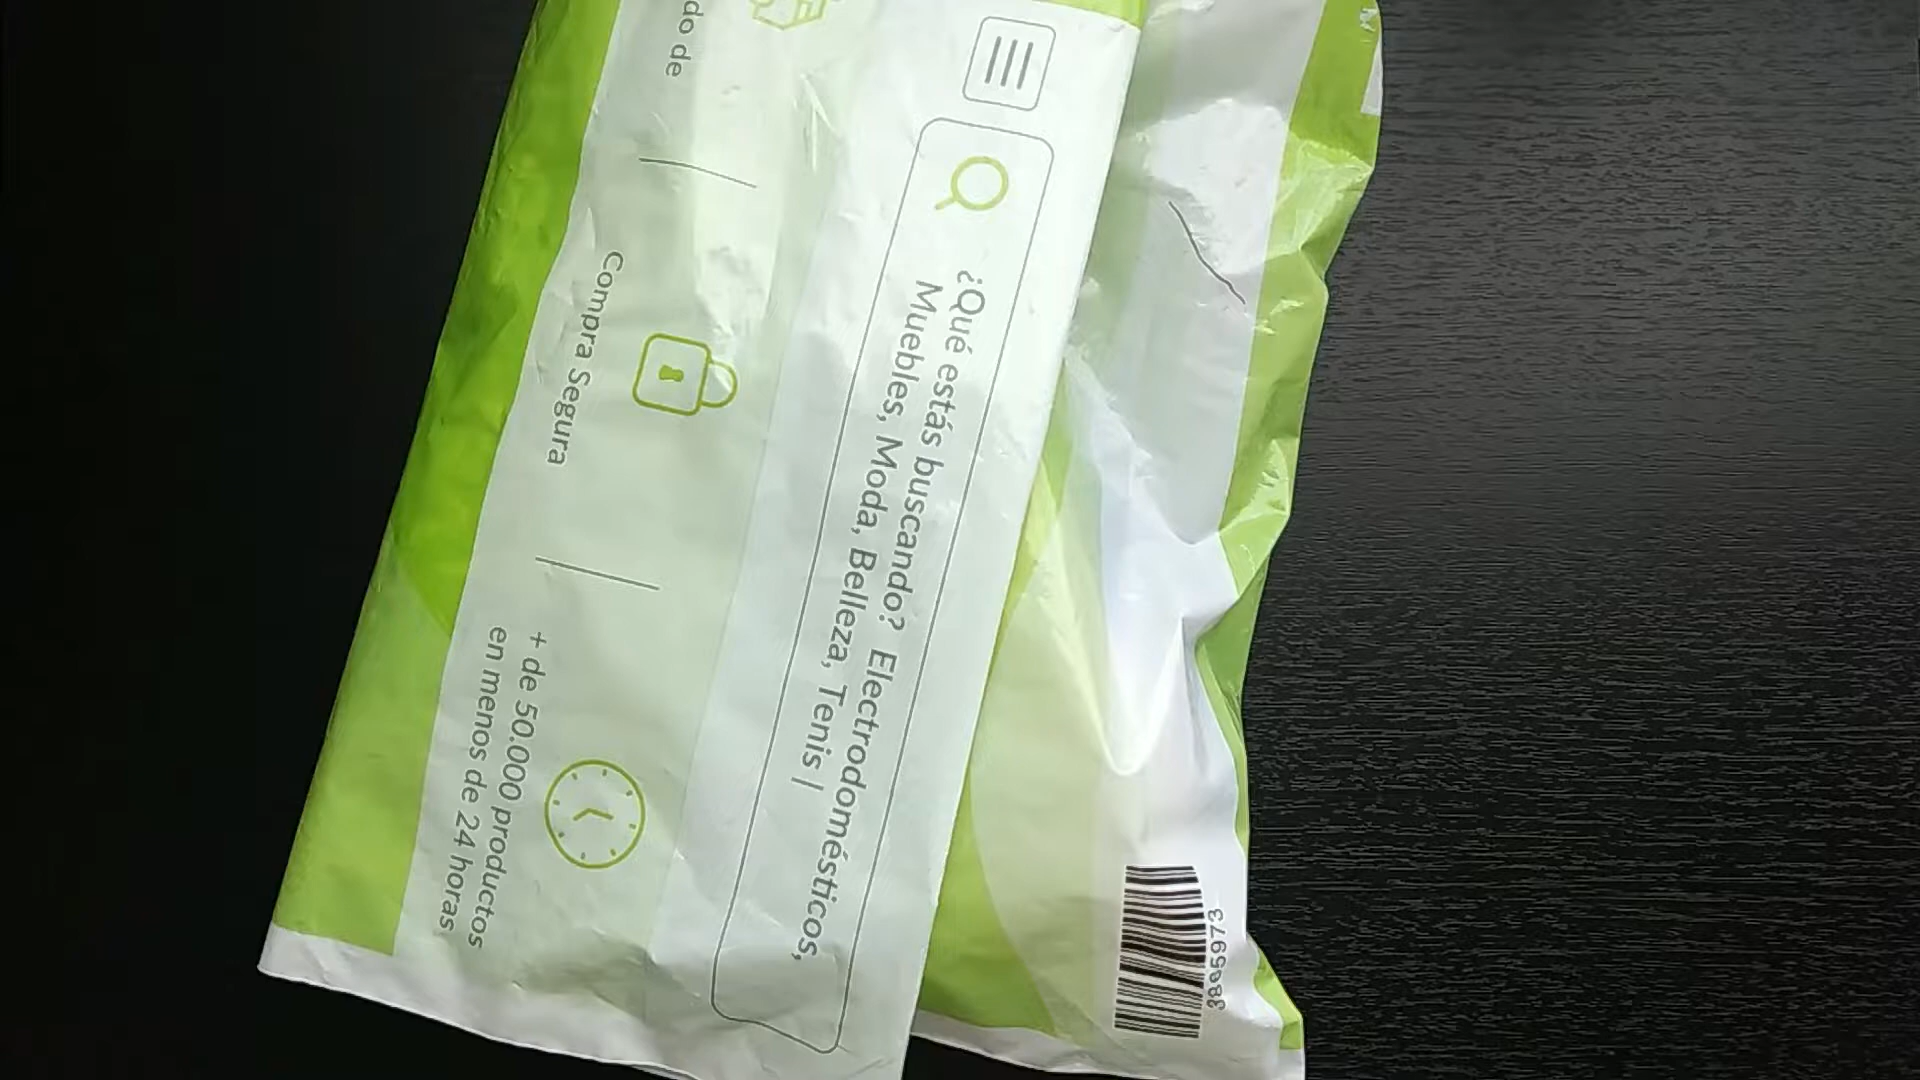 ¿Qué estás buscando? Electrodomésticos,
Muebles, Moda, Belleza, Tenis |
do de
Compra Segura
+ de 50.000 productos
en menos de 24 horas